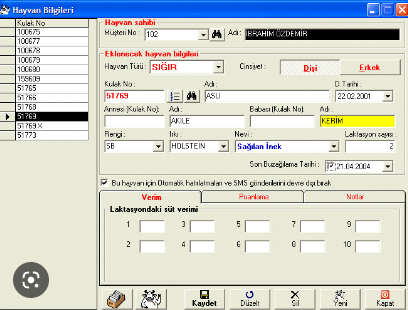 Hayvan Bilgileri
Kulak No
100675
100677
100678
100679
100680
159609
51765
51766
51768
51769
51769 X
51773
Hayvan sahibi
Müşteri No : 102 Adı : İBRAHİM ÖZDEMİR
Eklenecek hayvan bilgileri
Hayvan Türü : SIĞIR Cinsiyet : Dişi Erkek
Kulak No : Adı : D.Tarihi :
51769 ASU 22.02.2001
Annesi (Kulak No): Adı : Babası (Kulak No): Adı :
AKILE KERİM
Rengi : Irkı : Nevi : Laktasyon sayısı :
SB HOLSTEIN Sağılan İnek 2
Son Buzağılama Tarihi : 21.04.2004
Bu hayvan için Otomatik hatırlatmaları ve SMS gönderilerini devre dışı bırak
Verim Puanlama Notlar
Laktasyondaki süt verimi
1 3 5 7 9
2 4 6 8 10
Kaydet Düzelt Sil Yeni Kapat